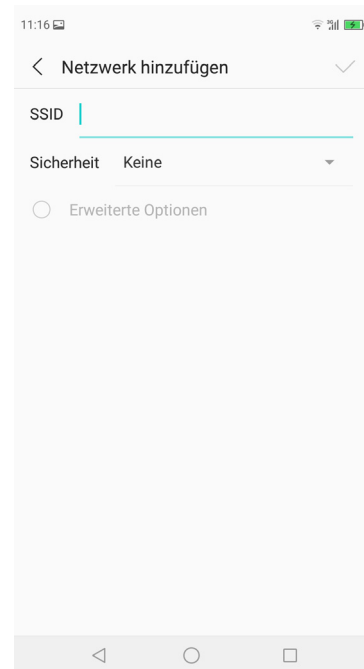 11:16
Netzwerk hinzufügen
SSID
Sicherheit Keine
Erweiterte Optionen